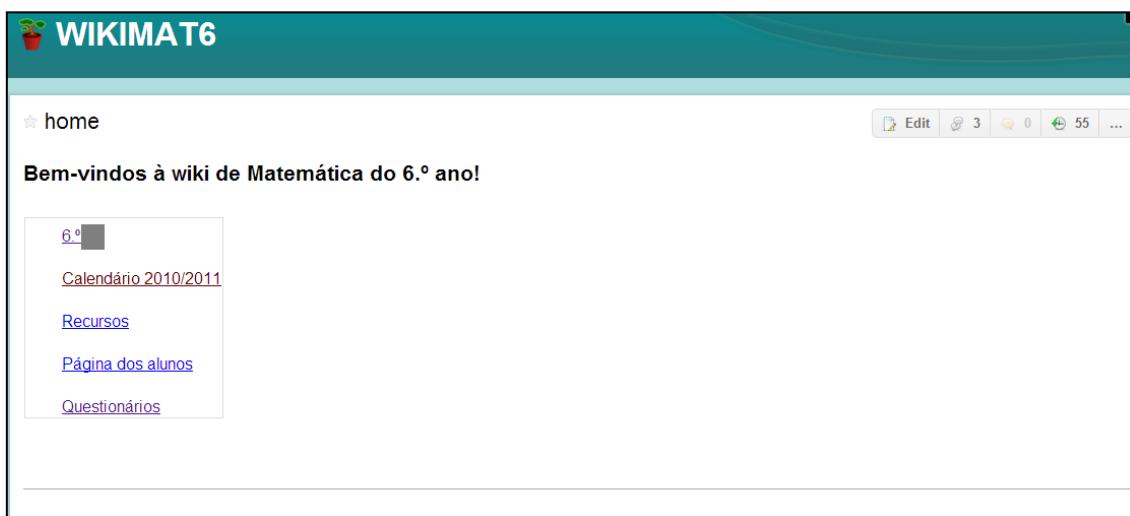 WIKIMAT6
home
Edit 3 0 55 ...
Bem-vindos à wiki de Matemática do 6.º ano!
6.º
Calendário 2010/2011
Recursos
Página dos alunos
Questionários